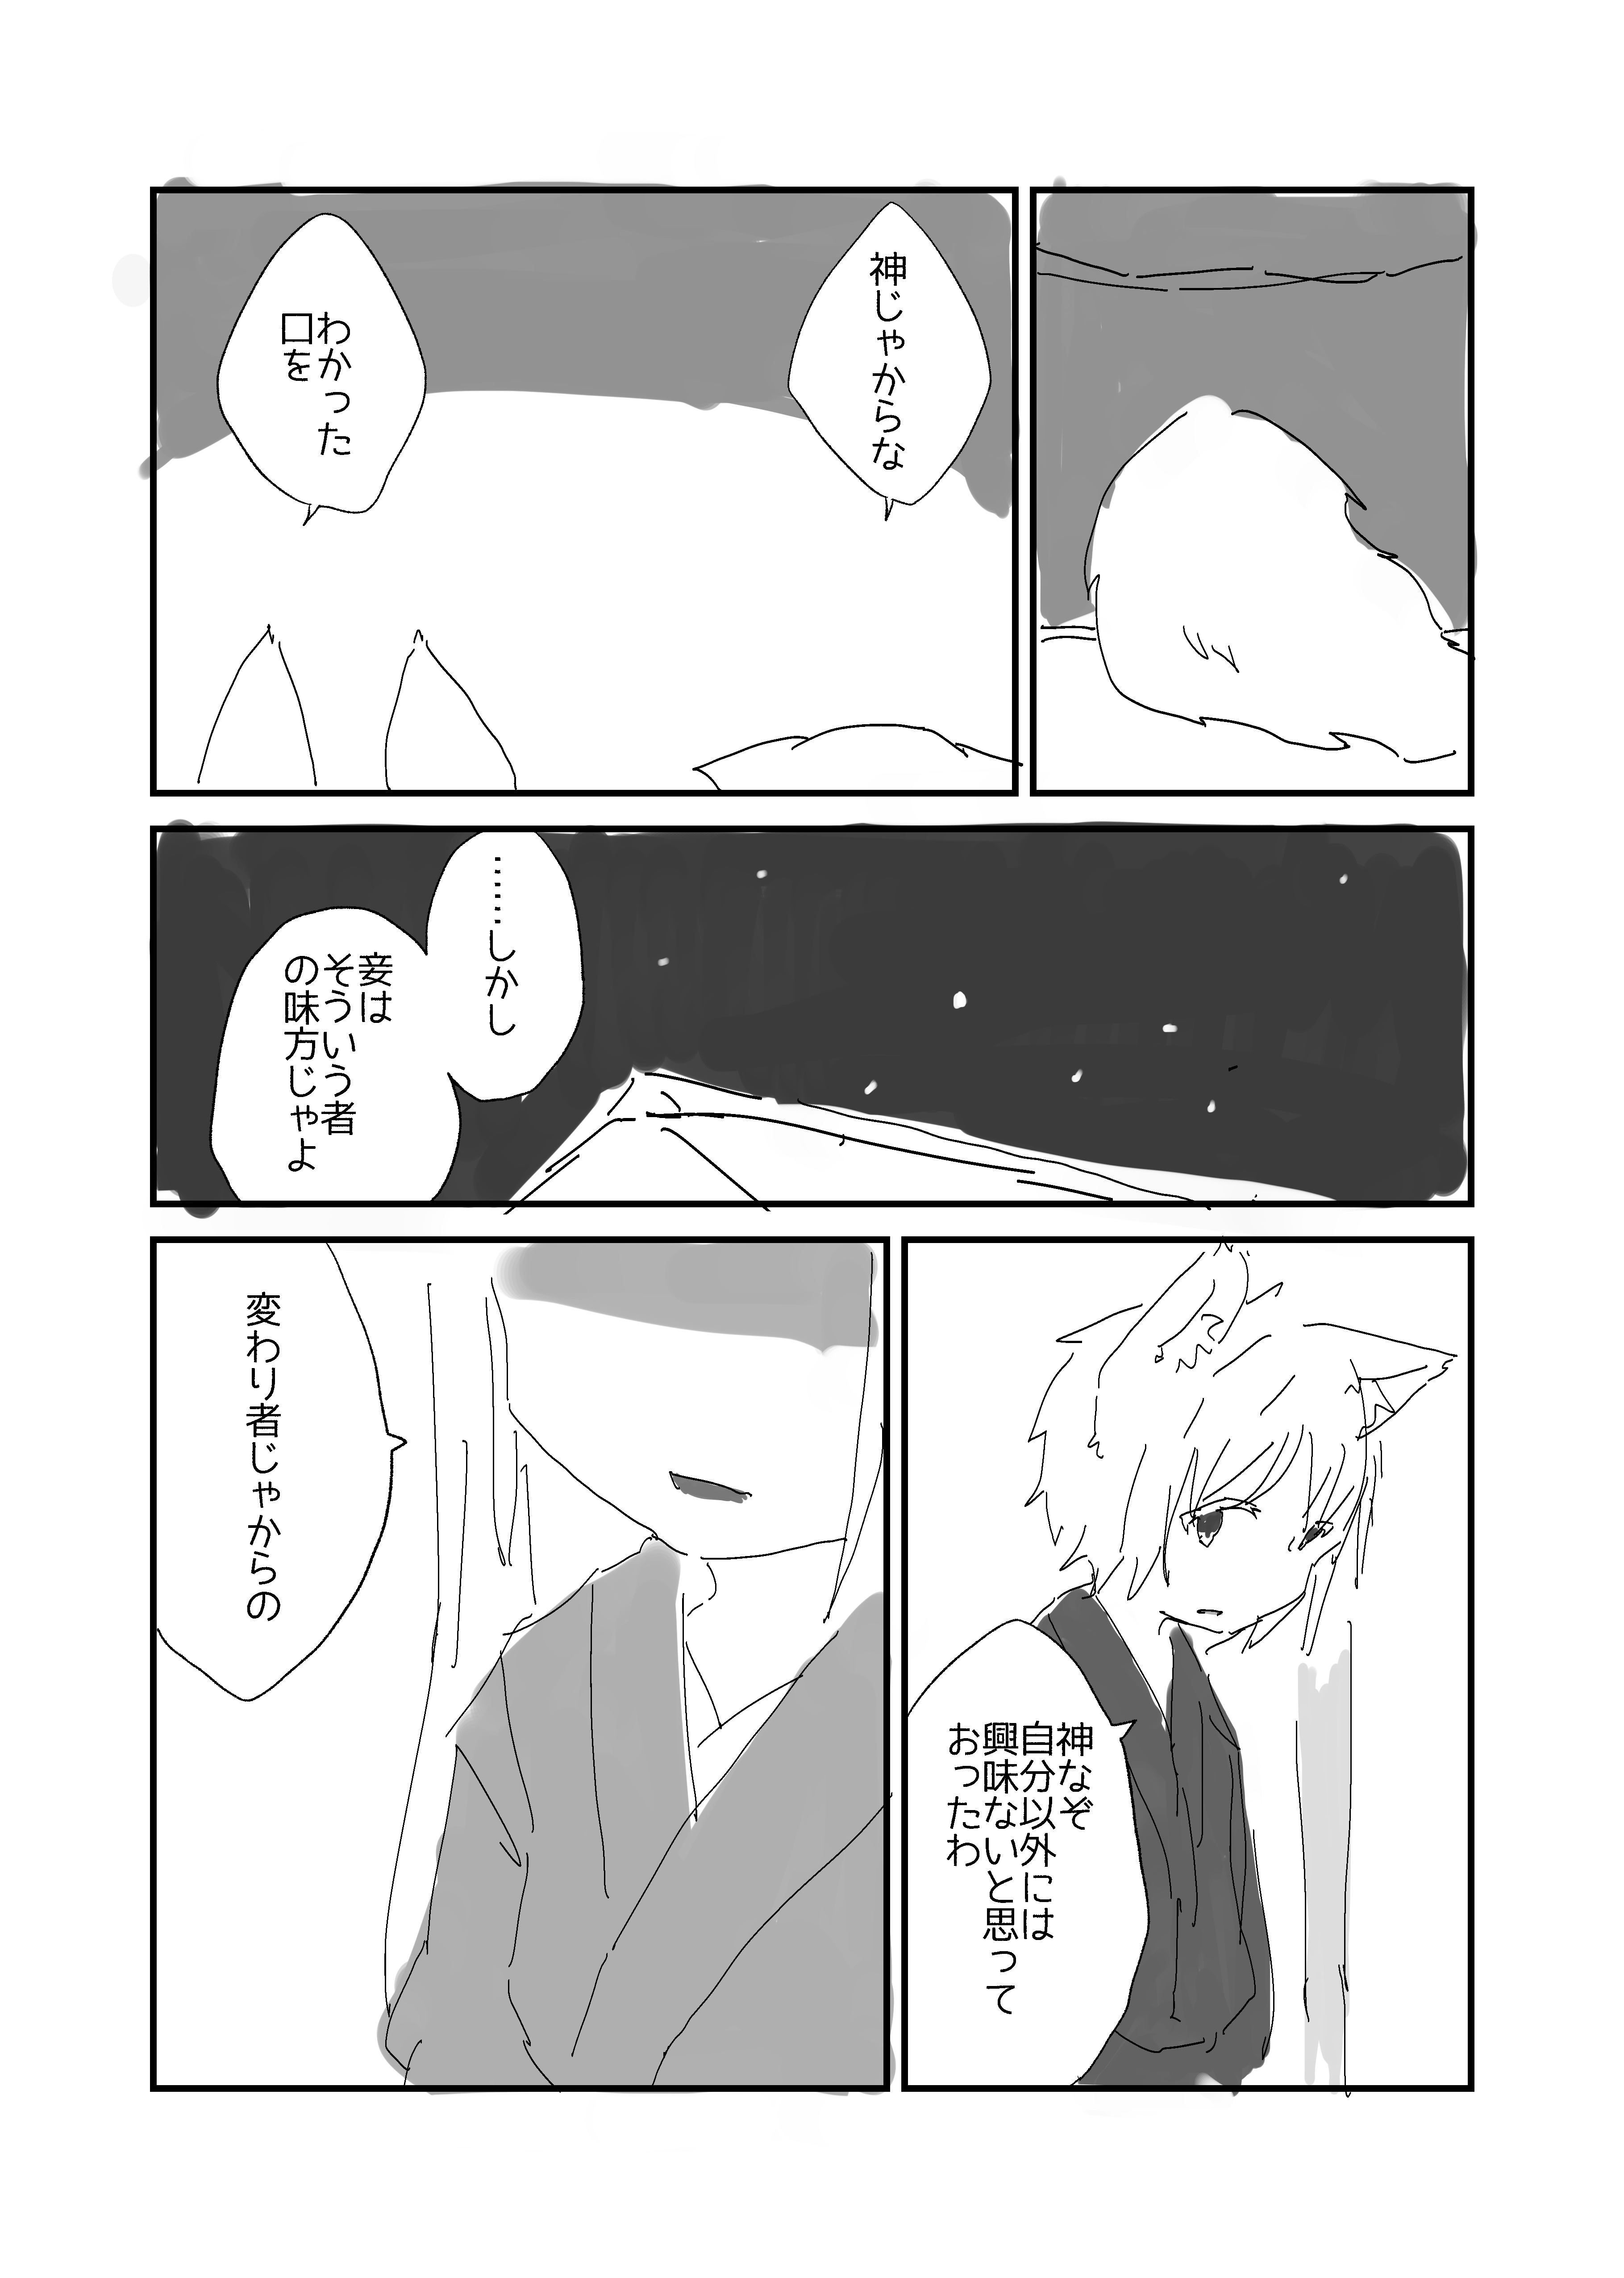 神じゃからな
わかった
口を
……しかし
妾は
そういう者
の味方じゃよ
神なぞ
自分以外には
興味ないと思って
おったわ
変わり者じゃからの